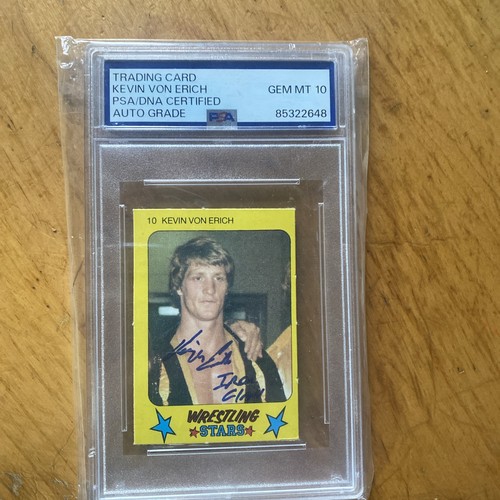 TRADING CARD
KEVIN VON ERICH GEM MT 10
PSA/DNA CERTIFIED
AUTO GRADE PSA 85322648
10 KEVIN VON ERICH
WRESTLING
STARS